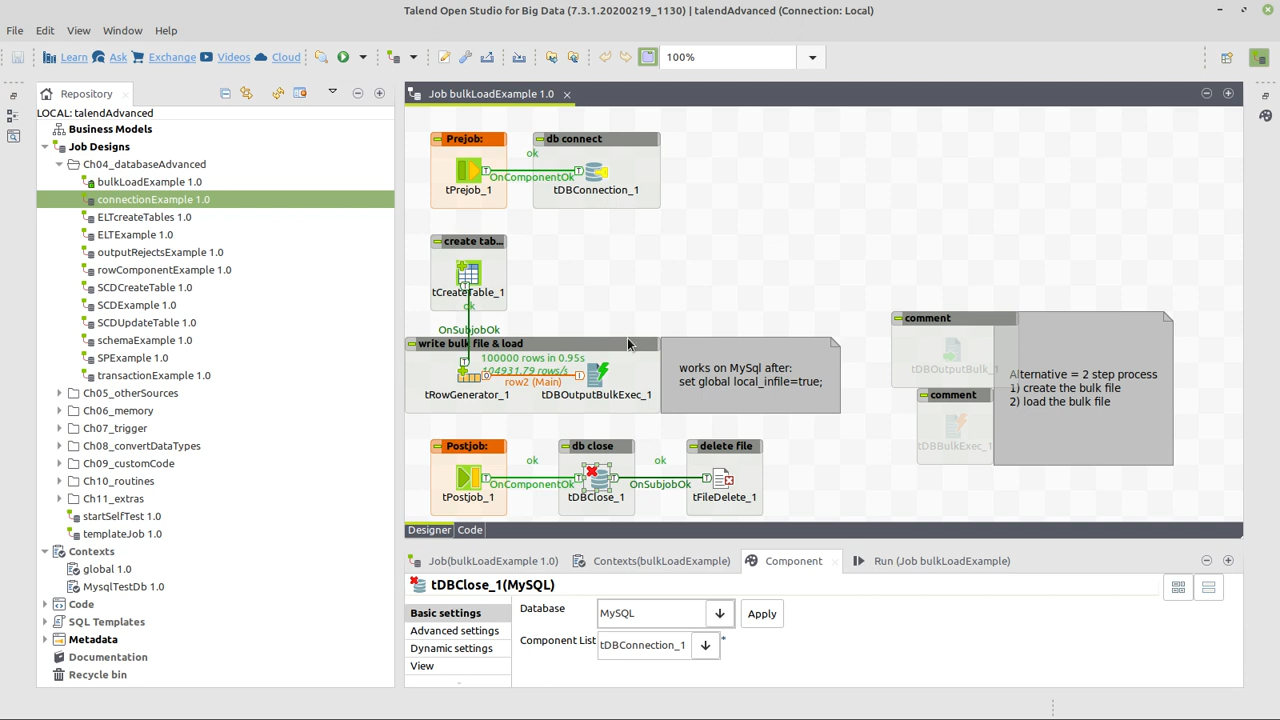 Talend Open Studio for Big Data (7.3.1.20200219_1130) | talendAdvanced (Connection: Local)
File Edit View Window Help
Learn Ask Exchange Videos Cloud 100%
Repository
LOCAL: talendAdvanced
Business Models
Job Designs
Ch04_databaseAdvanced
bulkLoadExample 1.0
connectionExample 1.0
ELTcreateTables 1.0
ELTExample 1.0
outputRejectsExample 1.0
rowComponentExample 1.0
SCDCreateTable 1.0
SCDExample 1.0
SCDUpdateTable 1.0
schemaExample 1.0
SPExample 1.0
transactionExample 1.0
Ch05_otherSources
Ch06_memory
Ch07_trigger
Ch08_convertDataTypes
Ch09_customCode
Ch10_routines
Ch11_extras
startSelfTest 1.0
templateJob 1.0
Contexts
global 1.0
MysqlTestDb 1.0
Code
SQL Templates
Metadata
Documentation
Recycle bin
Job bulkLoadExample 1.0
Prejob: db connect
ok
OnComponentOk
tPrejob_1 tDBConnection_1
create tab...
tCreateTable_1
ok
OnSubjobOk
write bulk file & load
100000 rows in 0.95s
104931.79 rows/s
row2 (Main)
tRowGenerator_1 tDBOutputBulkExec_1
works on MySql after:
set global local_infile=true;
comment
tDBOutputBulk_1
comment
tDBBulkExec_1
Alternative = 2 step process
1) create the bulk file
2) load the bulk file
Postjob: db close delete file
ok ok
OnComponentOk OnSubjobOk
tPostjob_1 tDBClose_1 tFileDelete_1
Designer Code
Job(bulkLoadExample 1.0) Contexts(bulkLoadExample) Component Run (Job bulkLoadExample)
tDBClose_1(MySQL)
Basic settings
Advanced settings
Dynamic settings
View
Database MySQL Apply
Component List tDBConnection_1 *